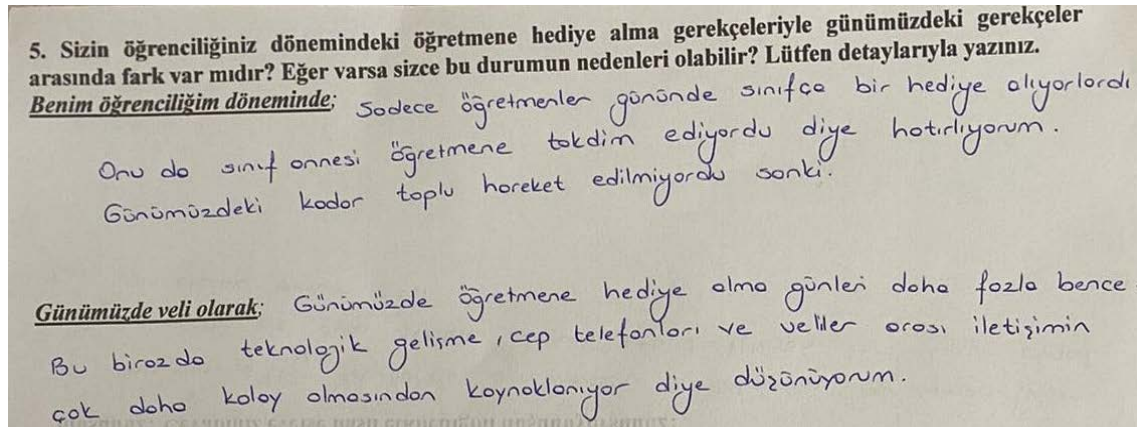 5. Sizin öğrenciliğiniz dönemindeki öğretmene hediye alma gerekçeleriyle günümüzdeki gerekçeler
arasında fark var mıdır? Eğer varsa sizce bu durumun nedenleri olabilir? Lütfen detaylarıyla yazınız.
Benim öğrenciliğim döneminde; Sadece öğretmenler gününde sınıfça bir hediye alıyorlardı
Onu da sınıf annesi öğretmene takdim ediyordu diye hatırlıyorum.
Günümüzdeki kadar toplu hareket edilmiyordu sanki.
Günümüzde veli olarak; Günümüzde öğretmene hediye alma günleri daha fazla bence
Bu biraz da teknolojik gelişme, cep telefonları ve veliler arası iletişimin
çok daha kolay olmasından kaynaklanıyor diye düşünüyorum.